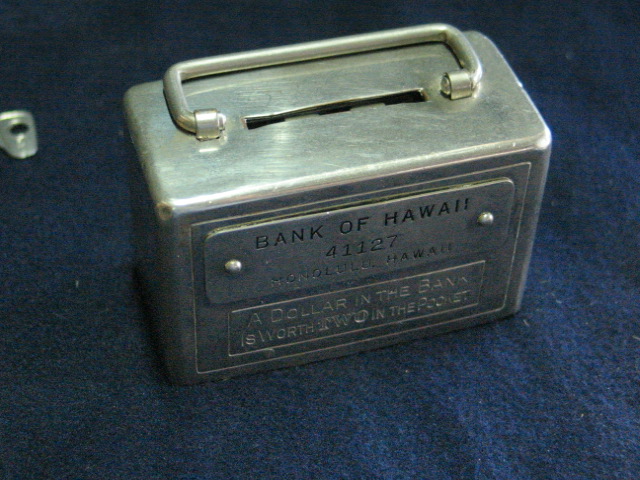 BANK OF HAWAII
41127
HONOLULU, HAWAII
A DOLLAR IN THE BANK
IS WORTH TWO IN THE POCKET